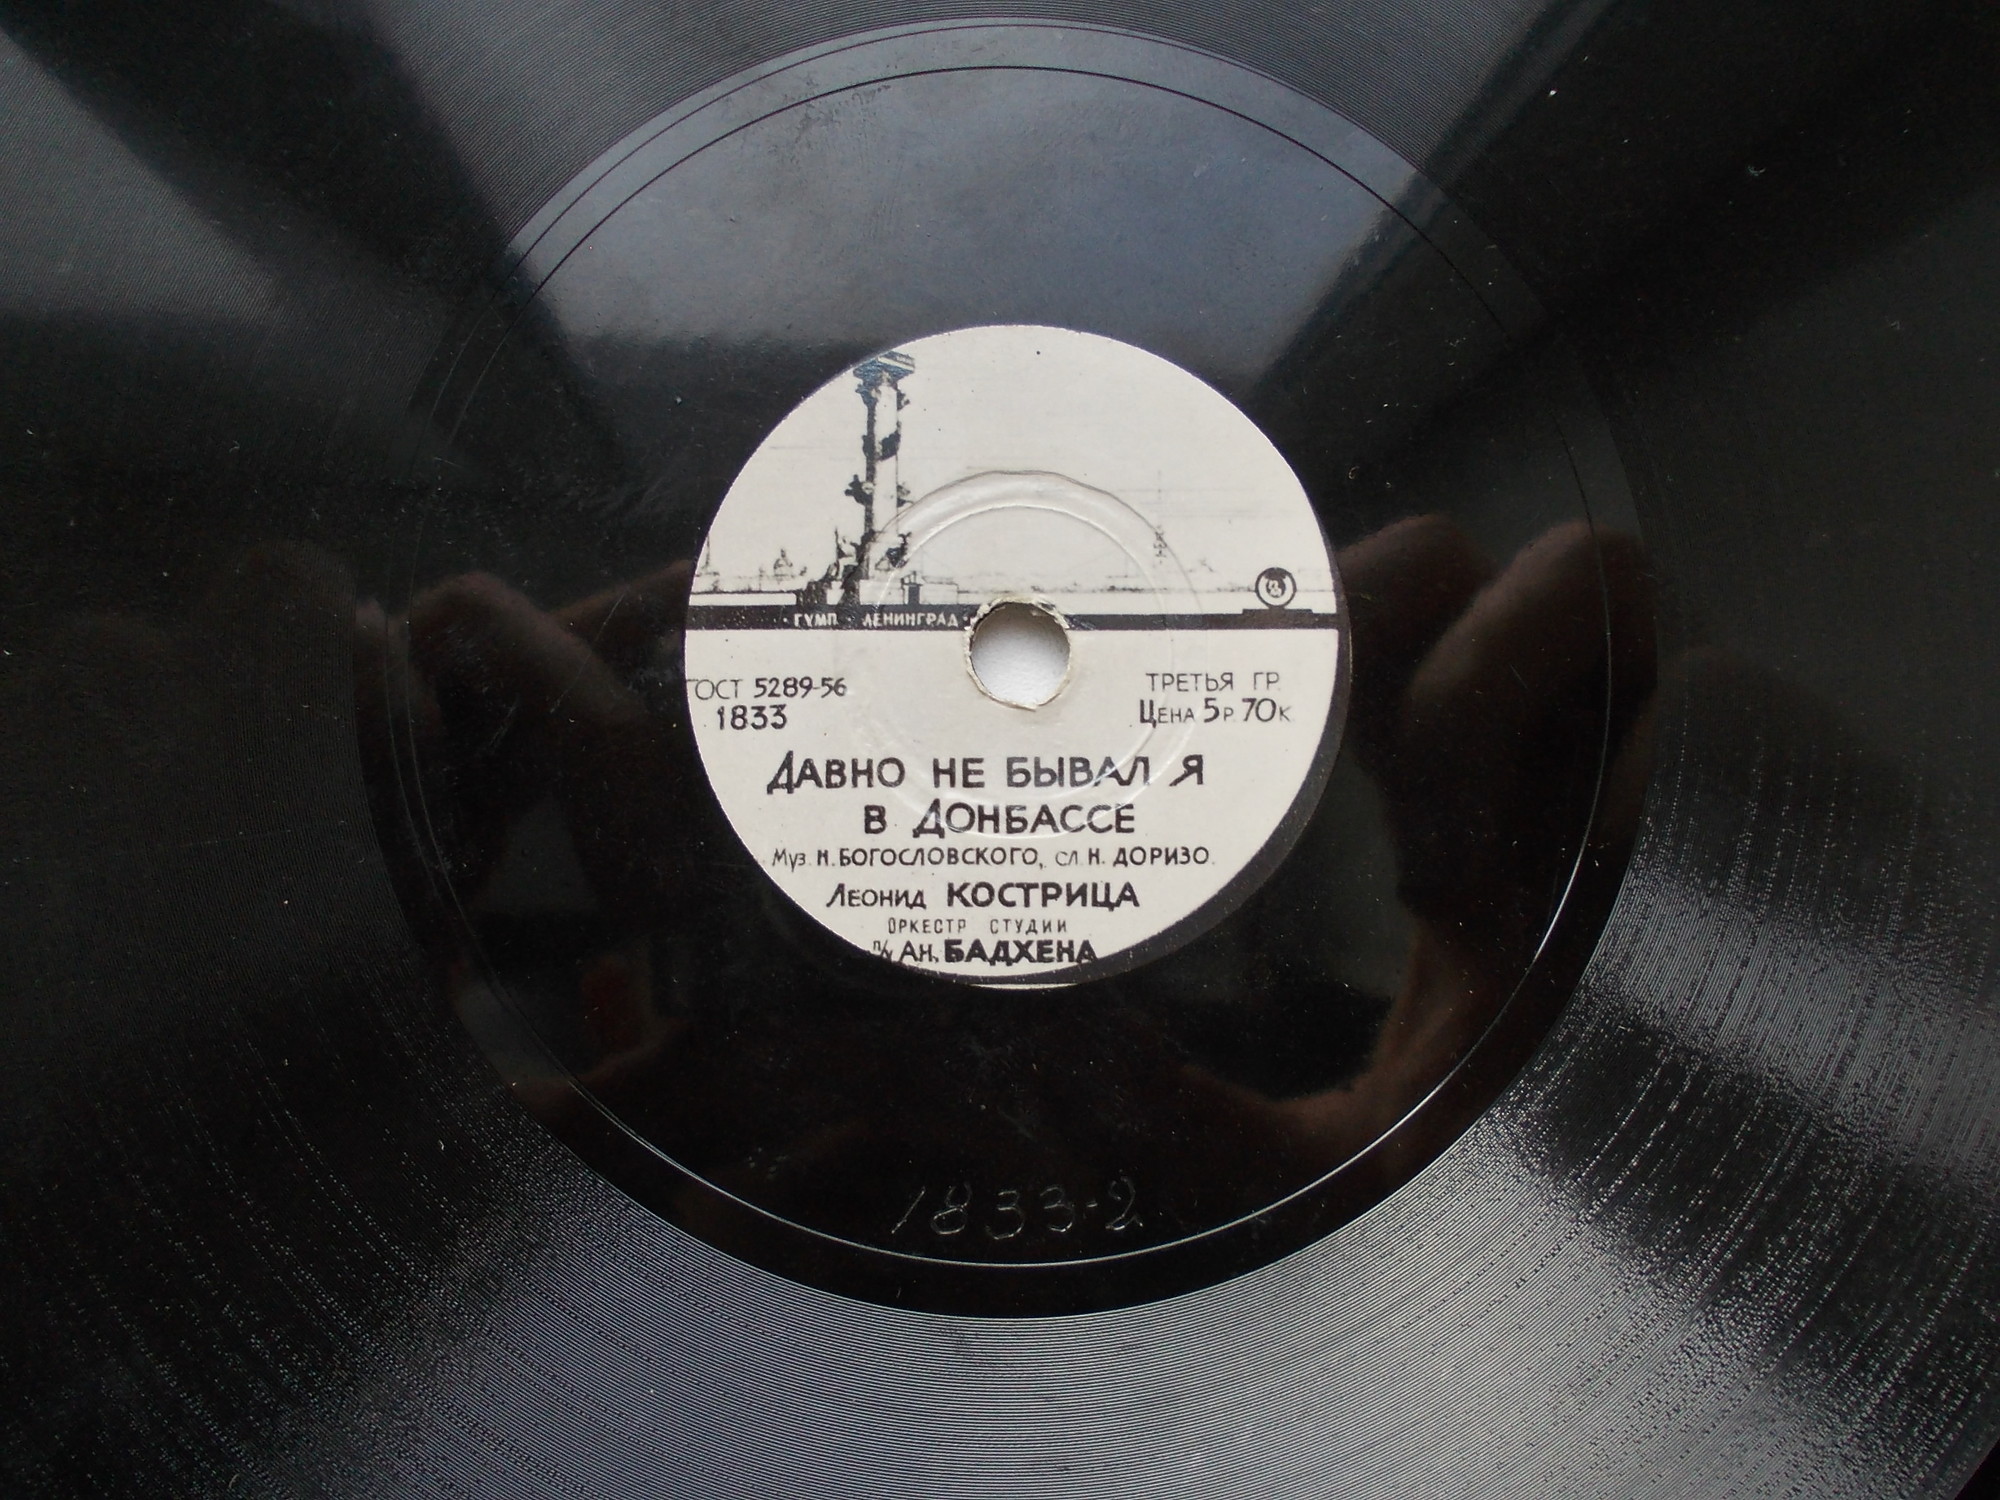 ГУМП · ЛЕНИНГРАД
ГОСТ 5289-56
1833
ТРЕТЬЯ ГР.
ЦЕНА 5Р. 70К
ДАВНО НЕ БЫВАЛ Я
В ДОНБАССЕ
Муз. Н. БОГОСЛОВСКОГО, сл. Н. ДОРИЗО
ЛЕОНИД КОСТРИЦА
ОРКЕСТР СТУДИИ
п/у АН. БАДХЕНА
1833-2